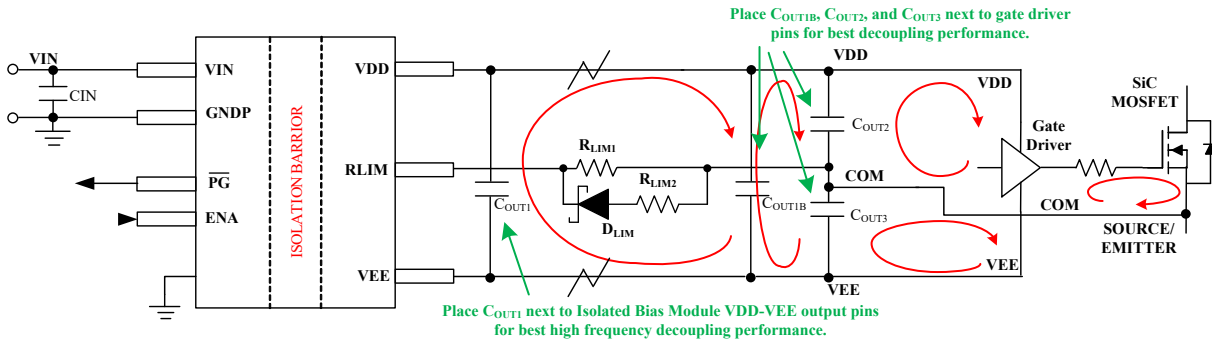 Place COUT1B, COUT2, and COUT3 next to gate driver
pins for best decoupling performance.
VIN
VIN
CIN
GNDP
PG
ENA
ISOLATION BARRIER
VDD
RLIM
VEE
COUT1
RLIM1
RLIM2
DLIM
COUT1B
VDD
COUT2
COM
COUT3
VEE
VDD
Gate
Driver
COM
VEE
SiC
MOSFET
SOURCE/
EMITTER
Place COUT1 next to Isolated Bias Module VDD-VEE output pins
for best high frequency decoupling performance.